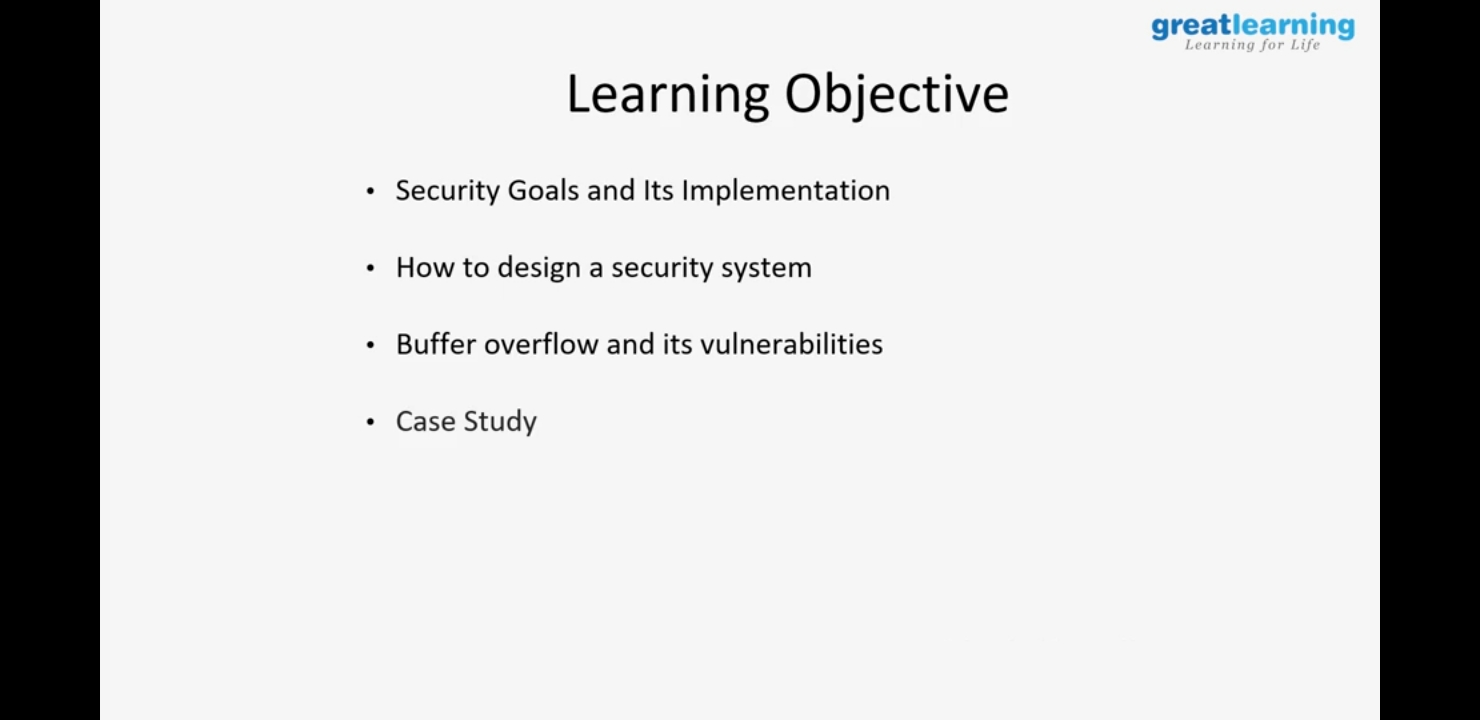 greatlearning
Learning for Life
Learning Objective
• Security Goals and Its Implementation
• How to design a security system
• Buffer overflow and its vulnerabilities
• Case Study